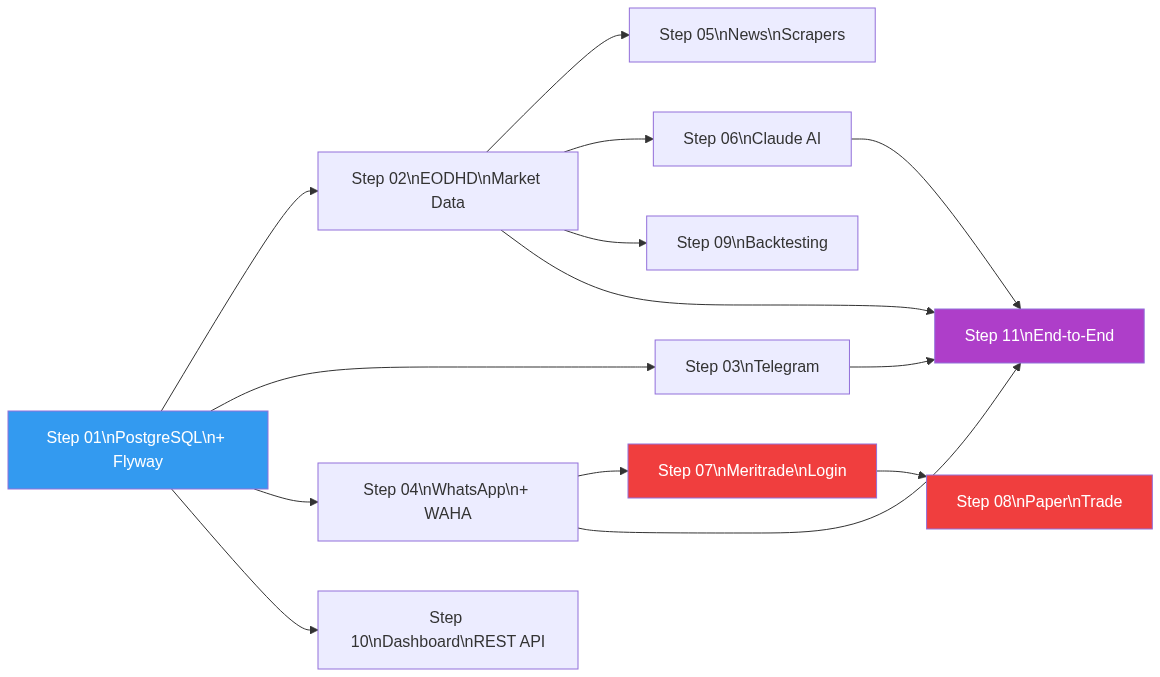 Step 05\nNews\nScrapers
Step 06\nClaude AI
Step 02\nEODHD\nMarket
Data
Step 09\nBacktesting
Step 11\nEnd-to-End
Step 03\nTelegram
Step 01\nPostgreSQL\n+
Flyway
Step 07\nMeritrade\nLogin
Step 04\nWhatsApp\n+
WAHA
Step 08\nPaper\nTrade
Step
10\nDashboard\nREST API